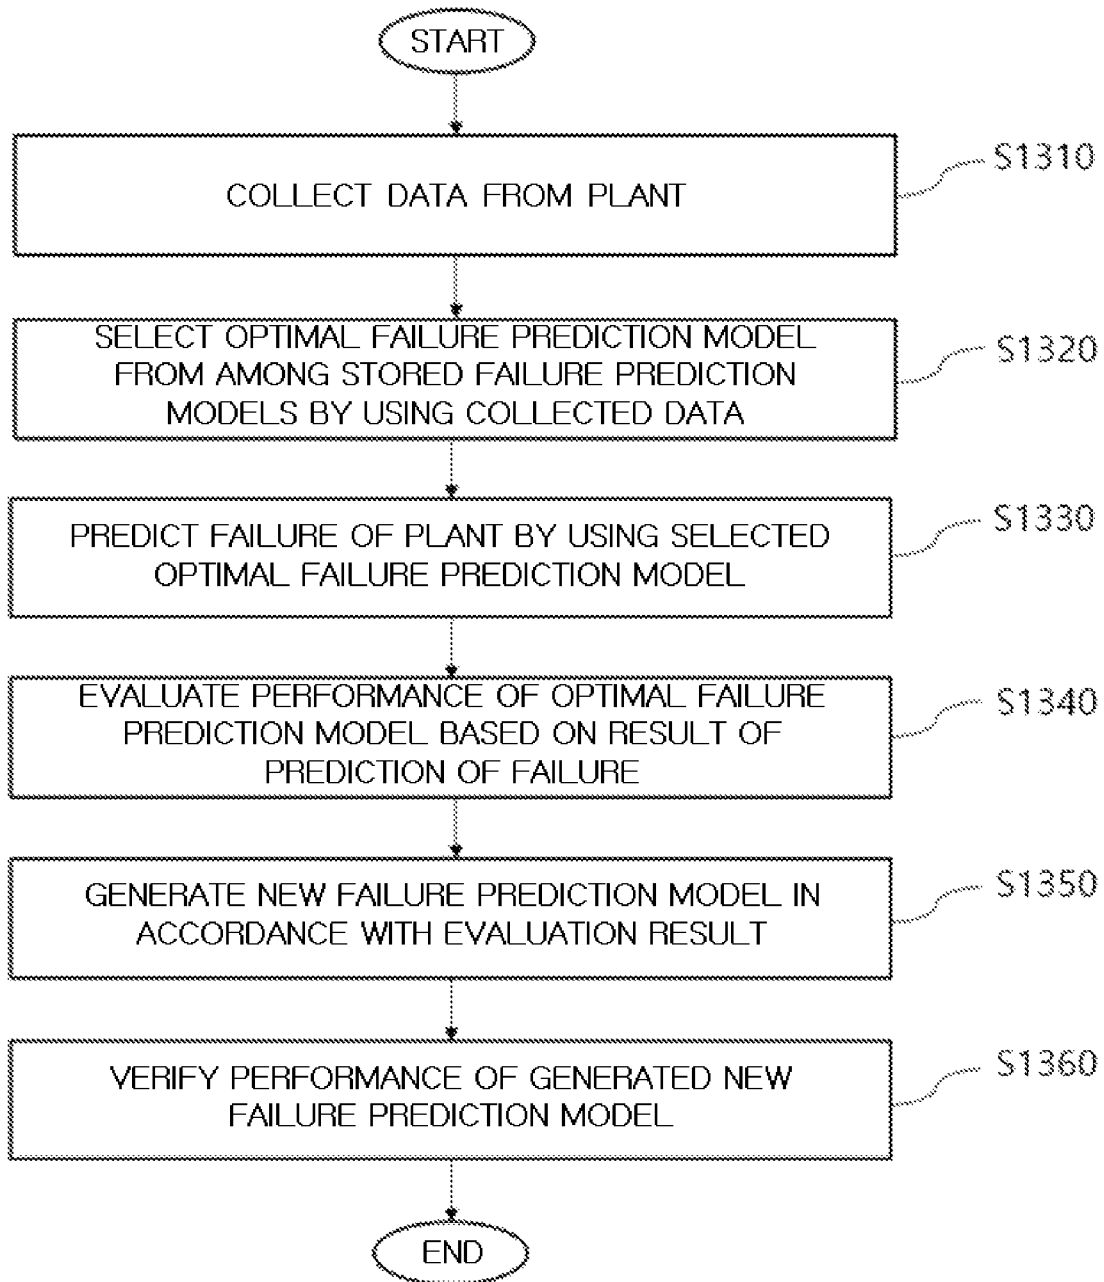 START
COLLECT DATA FROM PLANT
S1310
SELECT OPTIMAL FAILURE PREDICTION MODEL
FROM AMONG STORED FAILURE PREDICTION
MODELS BY USING COLLECTED DATA
S1320
PREDICT FAILURE OF PLANT BY USING SELECTED
OPTIMAL FAILURE PREDICTION MODEL
S1330
EVALUATE PERFORMANCE OF OPTIMAL FAILURE
PREDICTION MODEL BASED ON RESULT OF
PREDICTION OF FAILURE
S1340
GENERATE NEW FAILURE PREDICTION MODEL IN
ACCORDANCE WITH EVALUATION RESULT
S1350
VERIFY PERFORMANCE OF GENERATED NEW
FAILURE PREDICTION MODEL
S1360
END